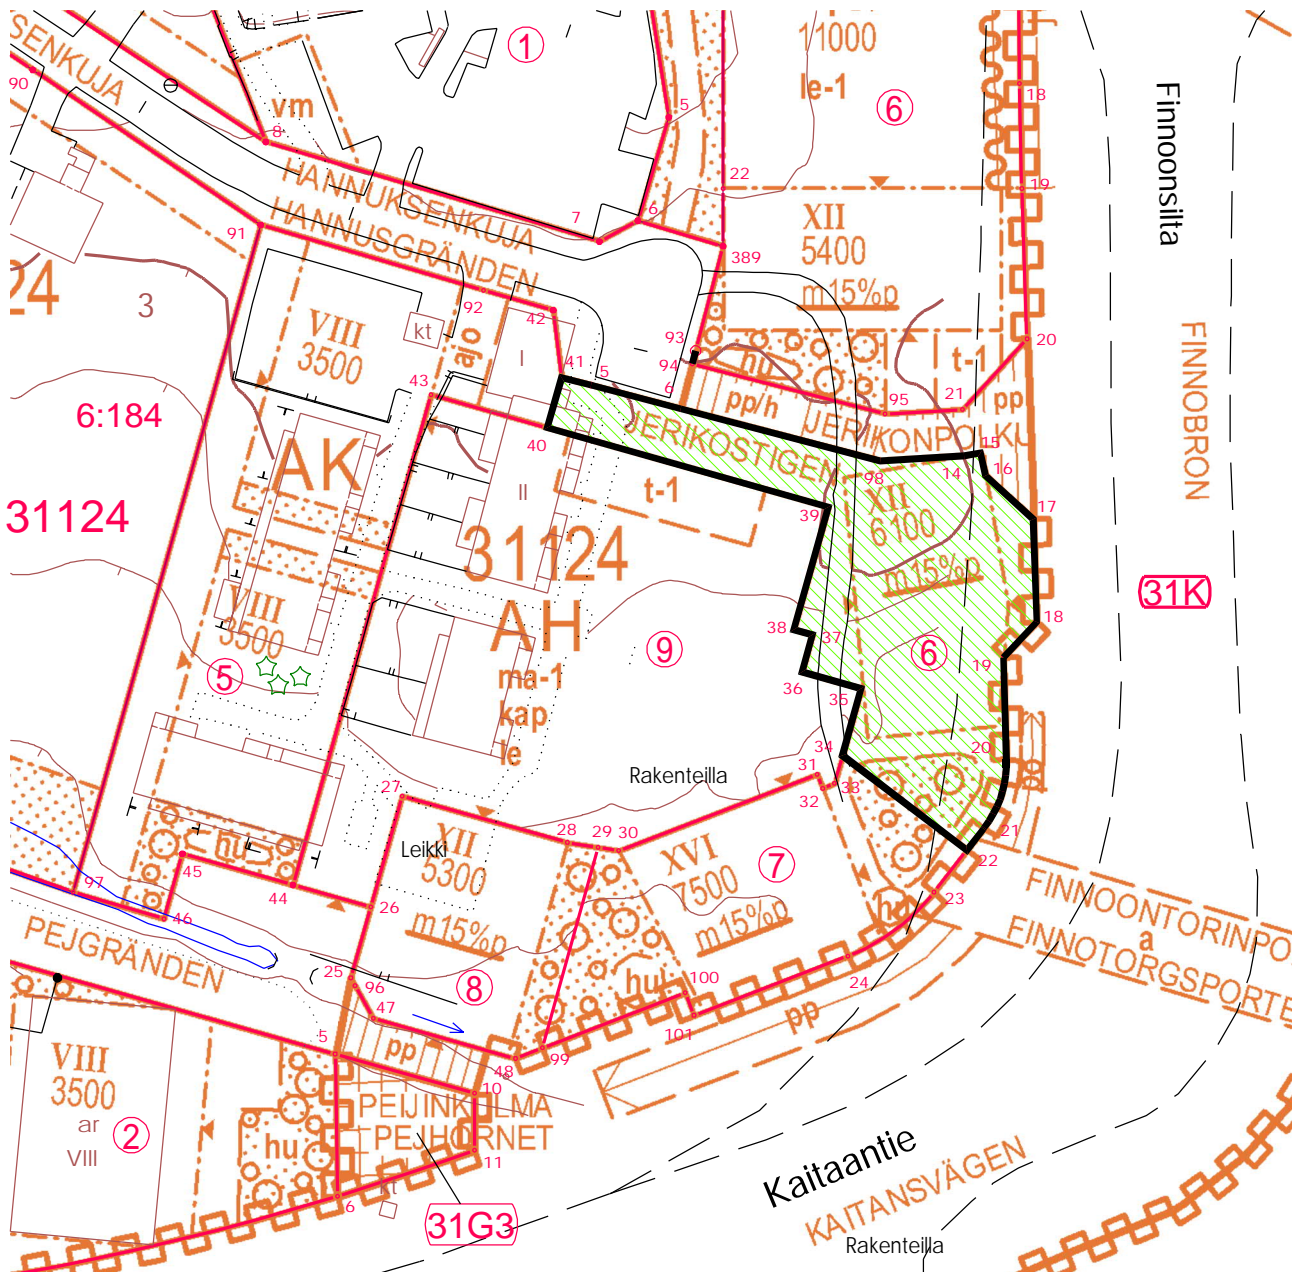 11000
le-1
6
1
SENKUJA
90
vm
8
5
18
Finnoonsilta
HANNUKSENKUJA
HANNUSGRÄNDEN
7
6
22
19
91
XII
5400
m15%p
389
24
3
92
42
VIII
3500
kt
ajo
I
93
94
41
5
6
hu
t-1
20
FINNOBRON
43
pp/h
95
21
pp
6:184
40
JERIKOSTIGEN
JERIKONPOLKU
98
14
15
16
AK
II
t-1
39
XII
6100
m15%p
17
31124
31124
31K
VIII
3500
AH
38
37
18
9
6
19
5
ma-1
kap
le
36
35
34
20
Rakenteilla
31
32
33
27
28
29
30
21
22
Leikki
XII
5300
m15%p
XVI
7500
m15%p
7
23
hu
45
44
26
97
46
FINNOONTORINPO
FINNOTORGSPORTE
a
PEJGRÄNDEN
25
96
47
8
hu
100
101
24
pp
5
pp
48
99
VIII
3500
ar
VIII
2
hu
10
PEIJINKULMA
PEJHÖRNET
11
6
kt
31G3
Kaitaantie
KAITANSVÄGEN
Rakenteilla